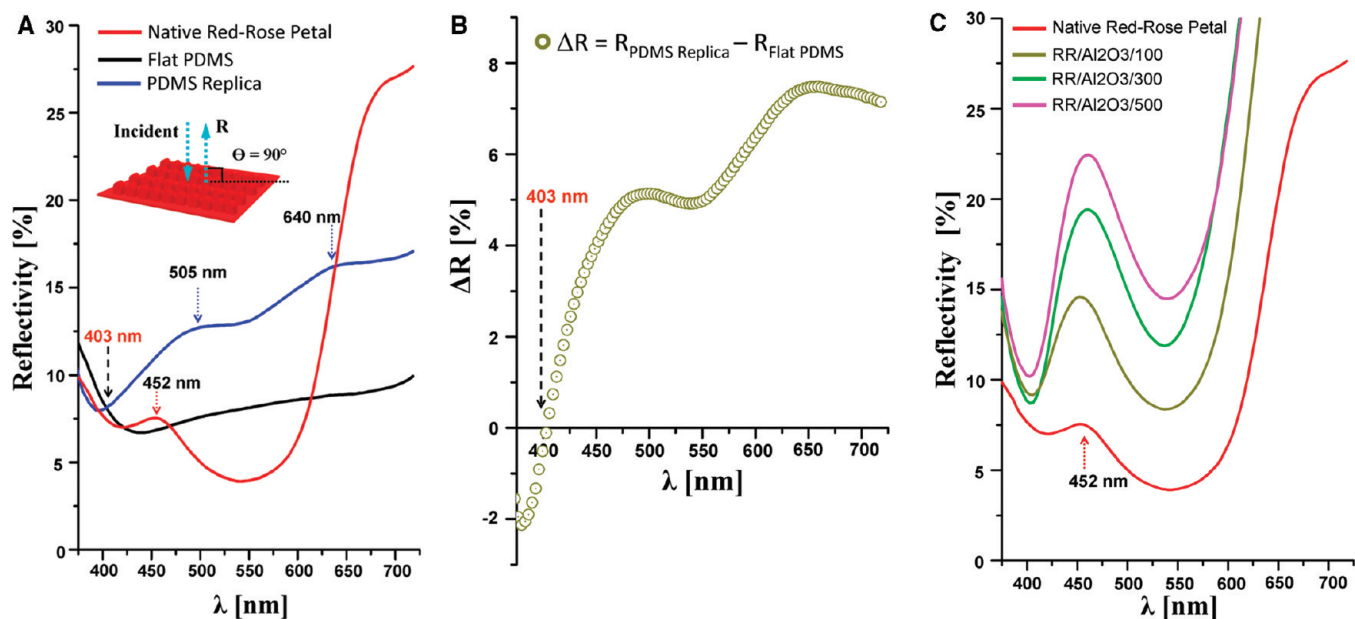 A
Native Red-Rose Petal
Flat PDMS
PDMS Replica
Incident
R
Θ = 90°
640 nm
505 nm
403 nm
452 nm
Reflectivity [%]
30
25
20
15
10
5
0
400 450 500 550 600 650 700
λ [nm]
B
ΔR = R PDMS Replica − R Flat PDMS
403 nm
ΔR [%]
8
6
4
2
0
-2
400 450 500 550 600 650 700
λ [nm]
C
Native Red-Rose Petal
RR/Al2O3/100
RR/Al2O3/300
RR/Al2O3/500
452 nm
Reflectivity [%]
30
25
20
15
10
5
0
400 450 500 550 600 650 700
λ [nm]